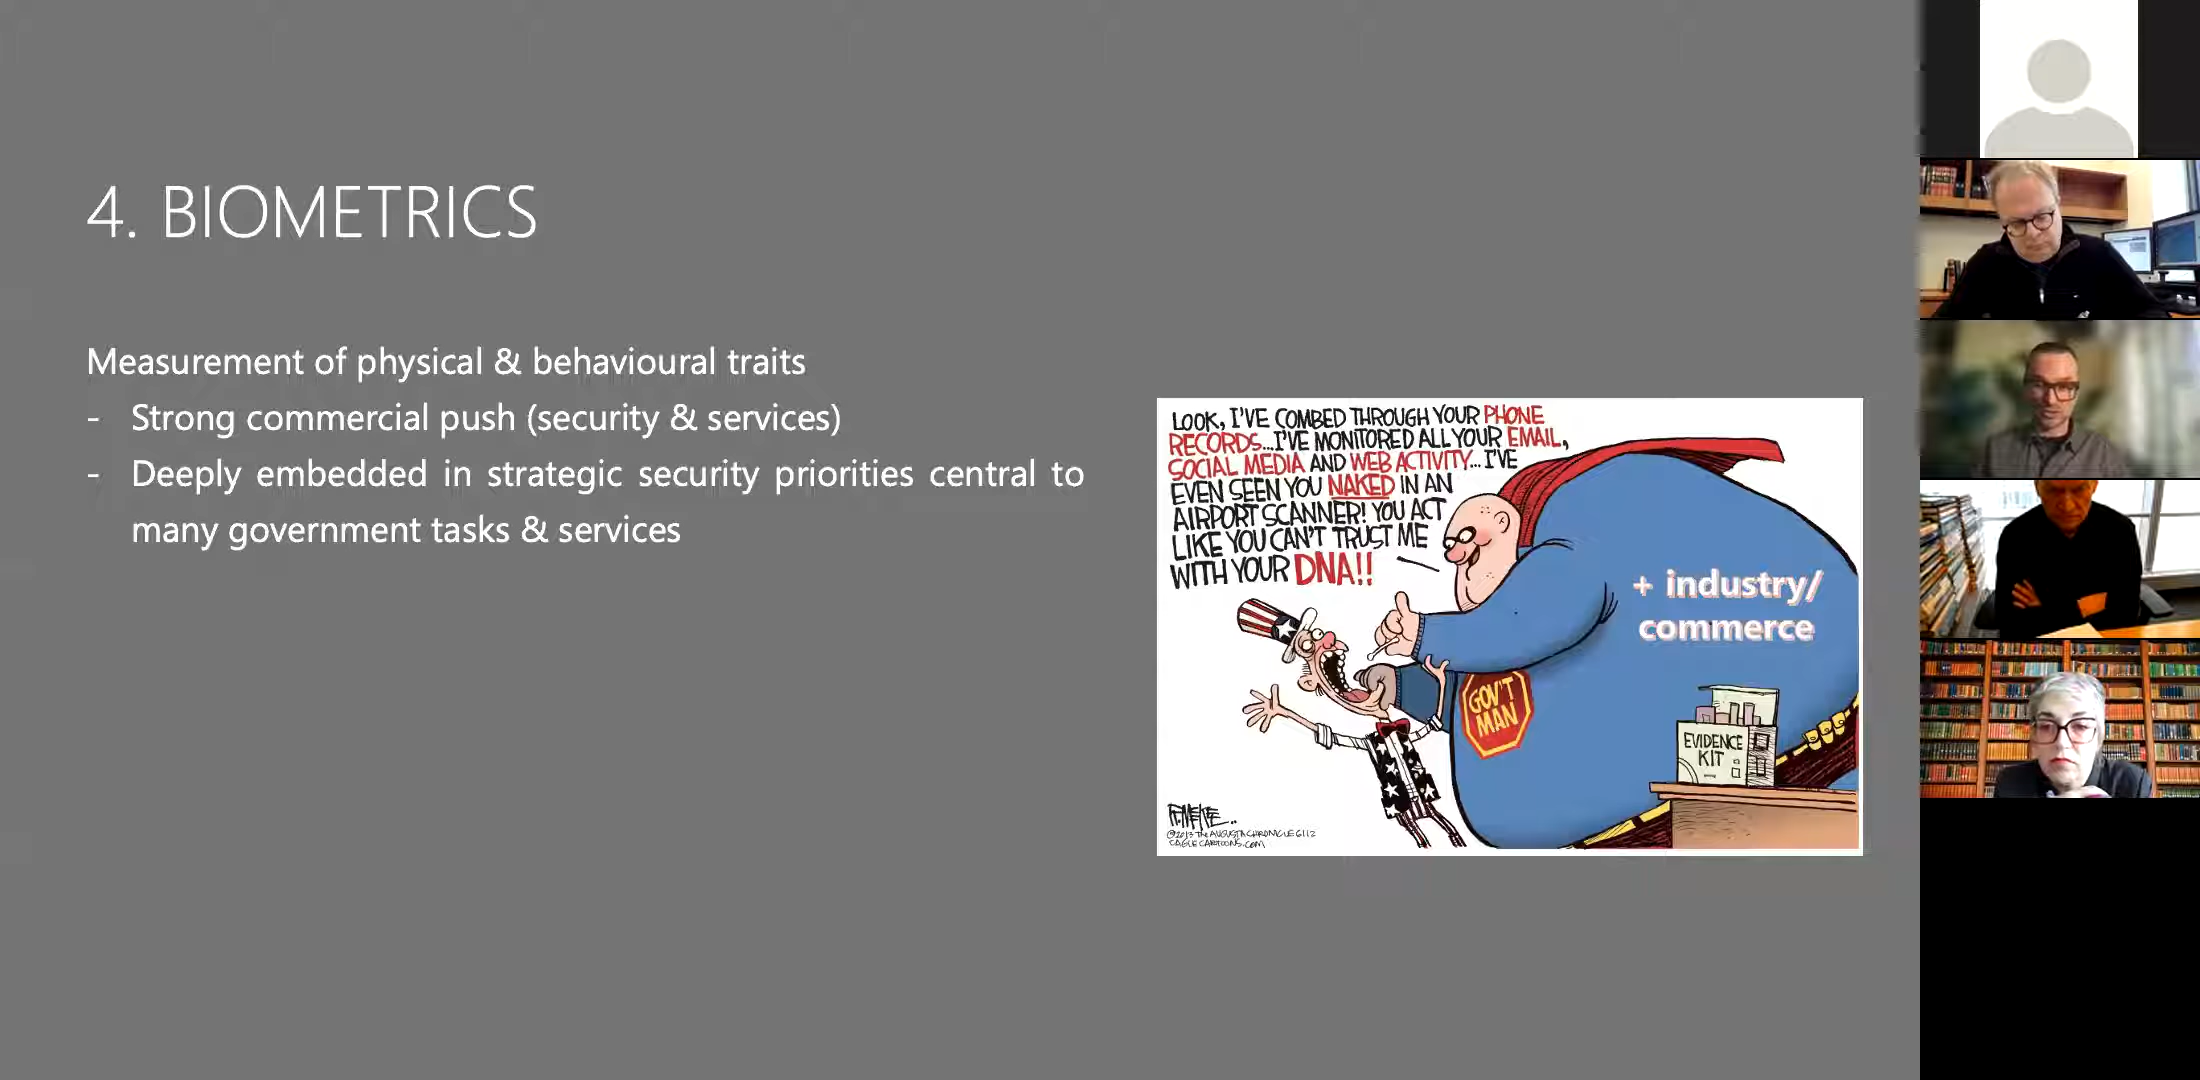 4. BIOMETRICS
Measurement of physical & behavioural traits
- Strong commercial push (security & services)
- Deeply embedded in strategic security priorities central to
many government tasks & services
LOOK, I'VE COMBED THROUGH YOUR PHONE
RECORDS...I'VE MONITORED ALL YOUR EMAIL,
SOCIAL MEDIA AND WEB ACTIVITY... I'VE
EVEN SEEN YOU NAKED IN AN
AIRPORT SCANNER! YOU ACT
LIKE YOU CAN'T TRUST ME
WITH YOUR DNA!!
+ industry/
commerce
GOV'T
MAN
EVIDENCE
KIT
©2013 THE AUGUSTA CHRONICLE 6112
CAGLECARTOONS.COM